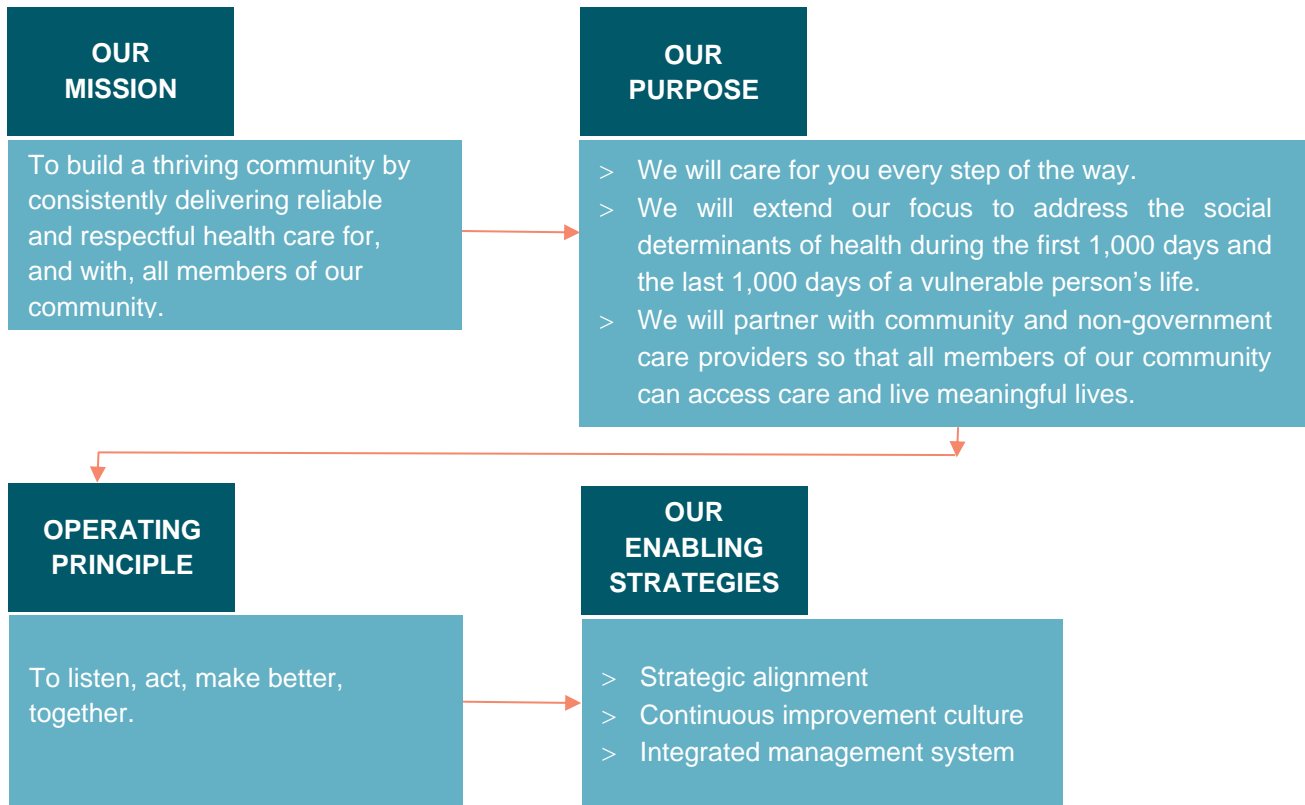 OUR
MISSION
To build a thriving community by
consistently delivering reliable
and respectful health care for,
and with, all members of our
community.
OUR
PURPOSE
> We will care for you every step of the way.
> We will extend our focus to address the social
determinants of health during the first 1,000 days and
the last 1,000 days of a vulnerable person’s life.
> We will partner with community and non-government
care providers so that all members of our community
can access care and live meaningful lives.
OPERATING
PRINCIPLE
To listen, act, make better,
together.
OUR
ENABLING
STRATEGIES
> Strategic alignment
> Continuous improvement culture
> Integrated management system